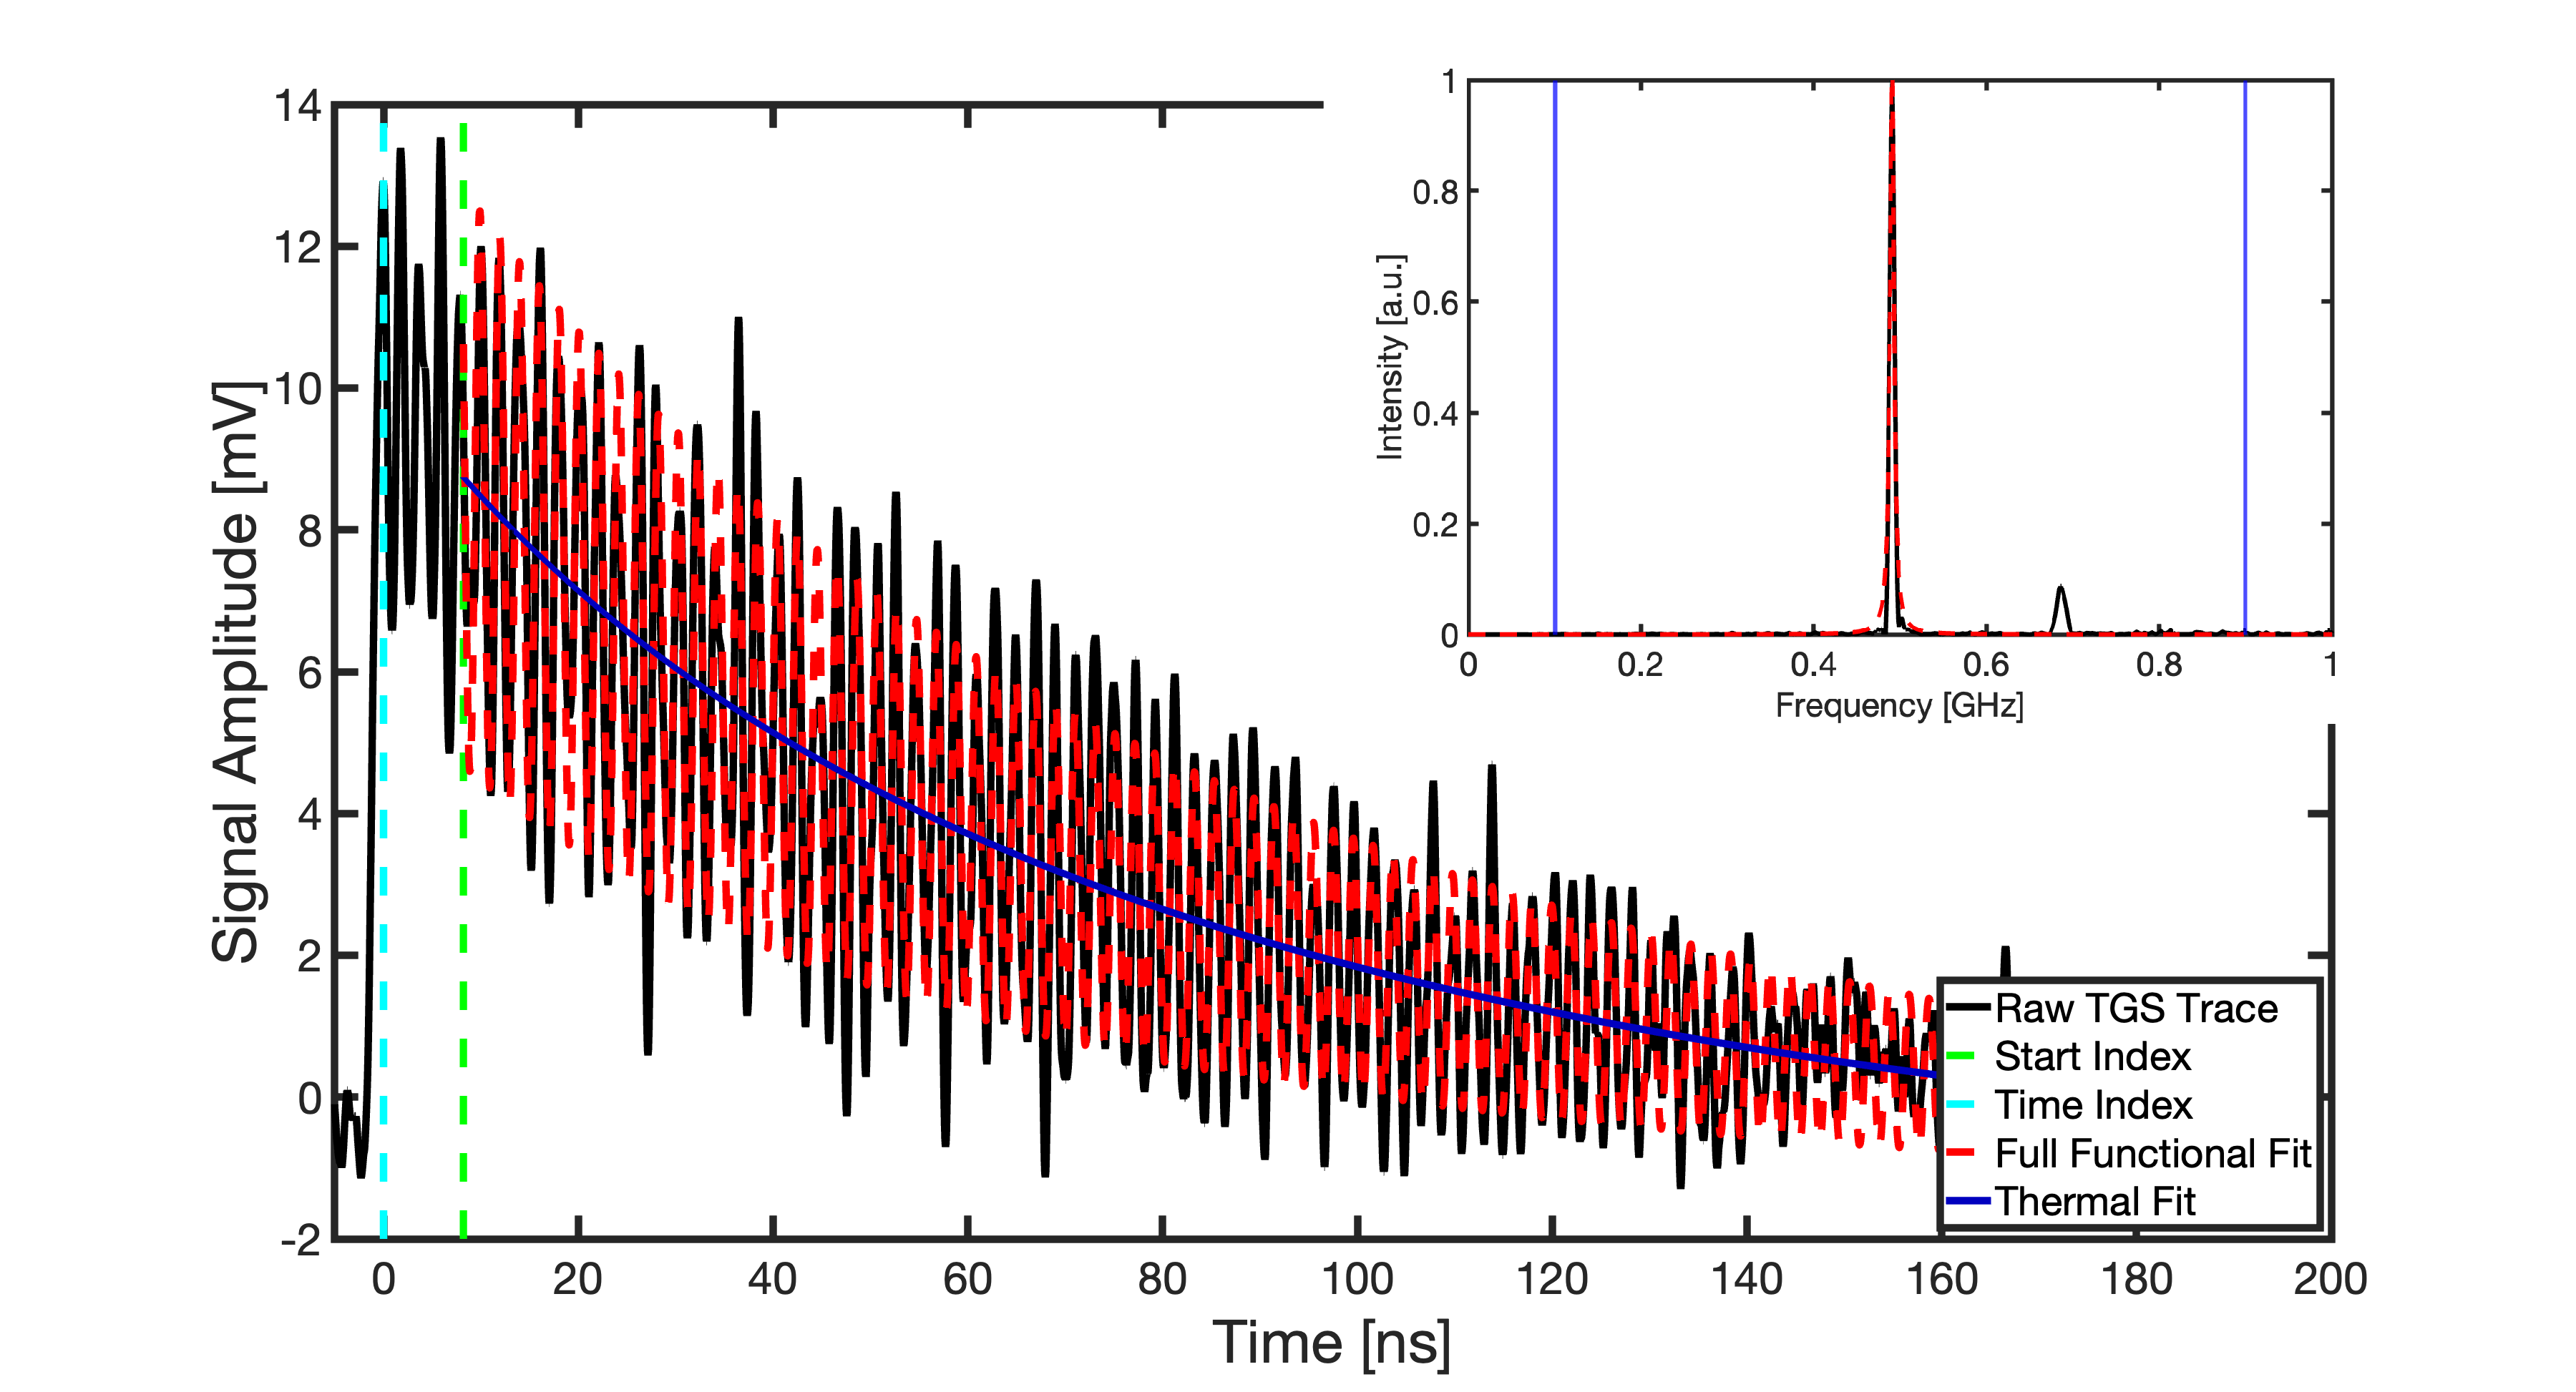 14
12
10
8
6
4
2
0
-2
Signal Amplitude [mV]
0 20 40 60 80 100 120 140 160 180 200
Time [ns]
1
0.8
0.6
0.4
0.2
0
Intensity [a.u.]
0 0.2 0.4 0.6 0.8 1
Frequency [GHz]
Raw TGS Trace
Start Index
Time Index
Full Functional Fit
Thermal Fit